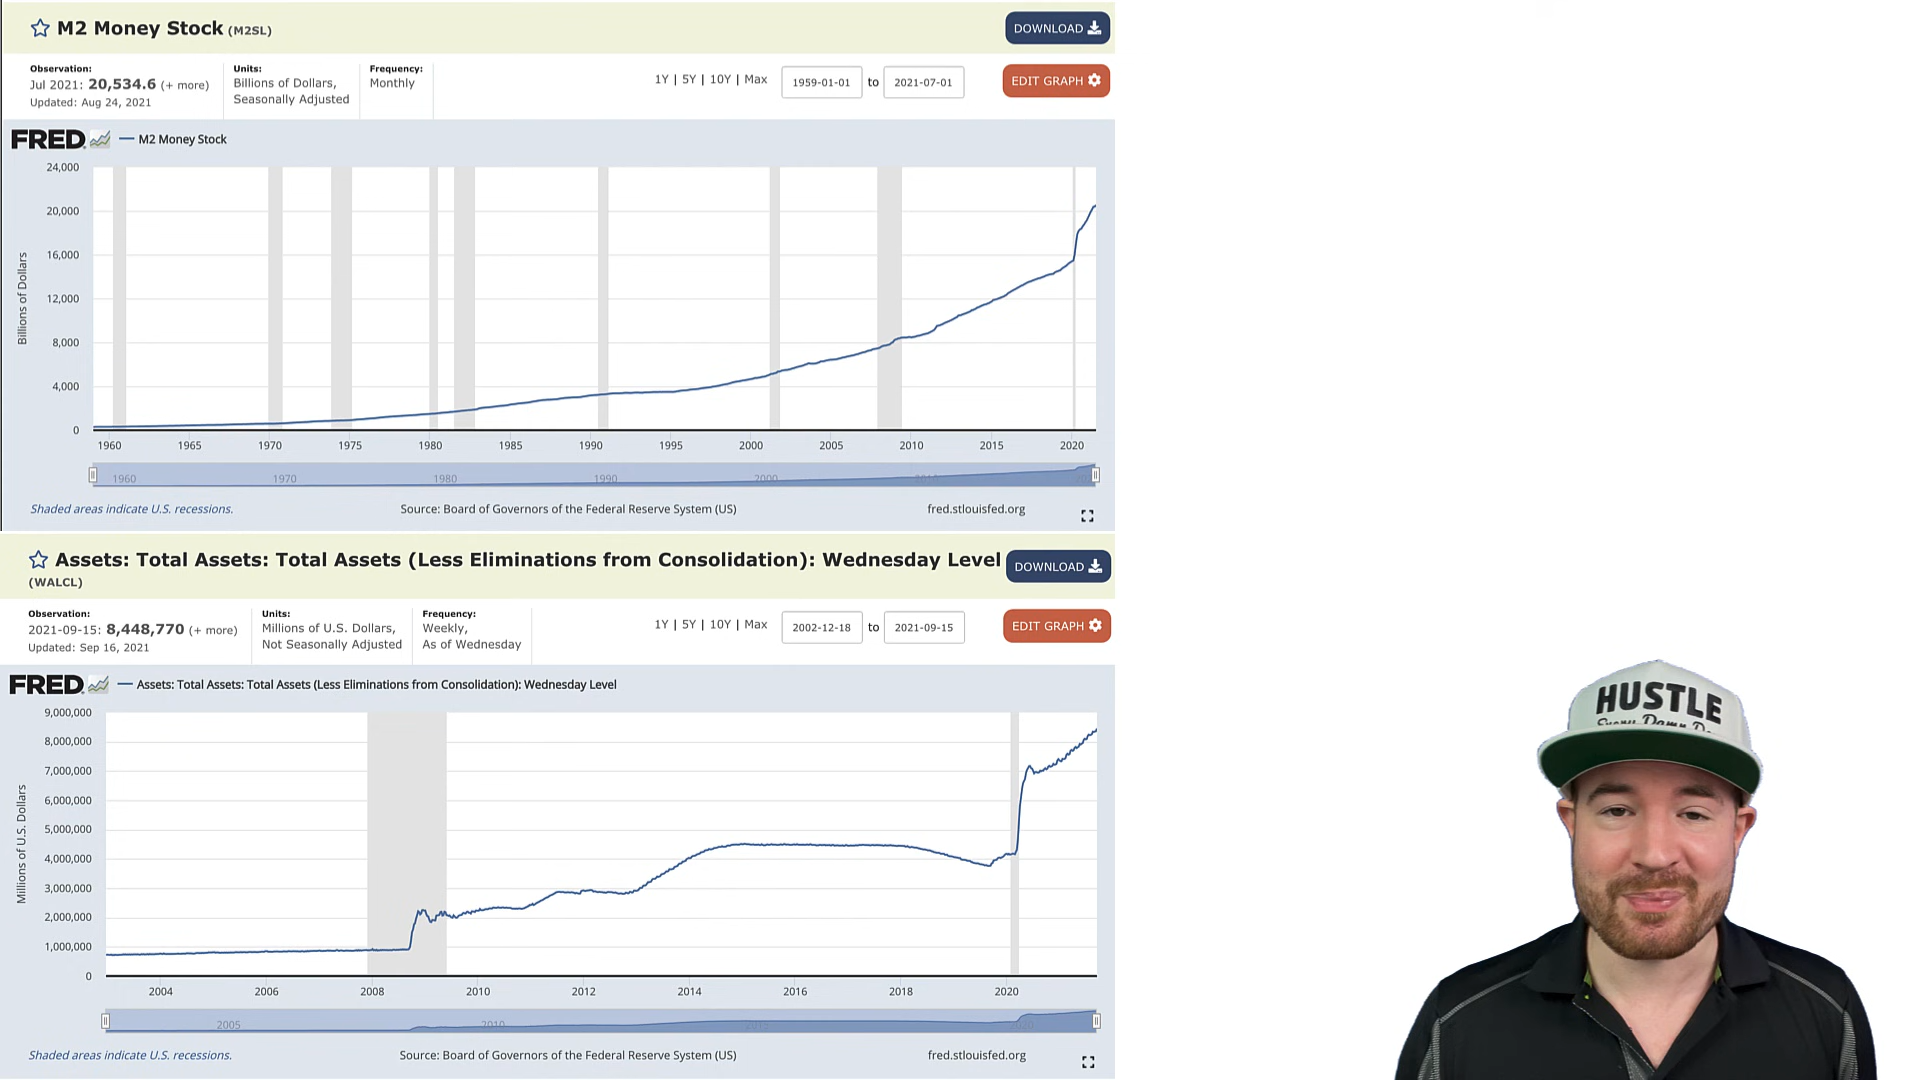 M2 Money Stock (M2SL)
DOWNLOAD
Observation:
Jul 2021: 20,534.6 (+ more)
Updated: Aug 24, 2021
Units:
Billions of Dollars,
Seasonally Adjusted
Frequency:
Monthly
1Y | 5Y | 10Y | Max
1959-01-01 to 2021-07-01
EDIT GRAPH
FRED
M2 Money Stock
24,000
20,000
16,000
12,000
8,000
4,000
0
Billions of Dollars
1960 1965 1970 1975 1980 1985 1990 1995 2000 2005 2010 2015 2020
1960 1970 1980 1990 2000 2010
Shaded areas indicate U.S. recessions.
Source: Board of Governors of the Federal Reserve System (US)
fred.stlouisfed.org
Assets: Total Assets: Total Assets (Less Eliminations from Consolidation): Wednesday Level
(WALCL)
DOWNLOAD
Observation:
2021-09-15: 8,448,770 (+ more)
Updated: Sep 16, 2021
Units:
Millions of U.S. Dollars,
Not Seasonally Adjusted
Frequency:
Weekly,
As of Wednesday
1Y | 5Y | 10Y | Max
2002-12-18 to 2021-09-15
EDIT GRAPH
FRED
Assets: Total Assets: Total Assets (Less Eliminations from Consolidation): Wednesday Level
9,000,000
8,000,000
7,000,000
6,000,000
5,000,000
4,000,000
3,000,000
2,000,000
1,000,000
0
Millions of U.S. Dollars
2004 2006 2008 2010 2012 2014 2016 2018 2020
2005 2010 2015 2020
Shaded areas indicate U.S. recessions.
Source: Board of Governors of the Federal Reserve System (US)
fred.stlouisfed.org
HUSTLE
Every Damn